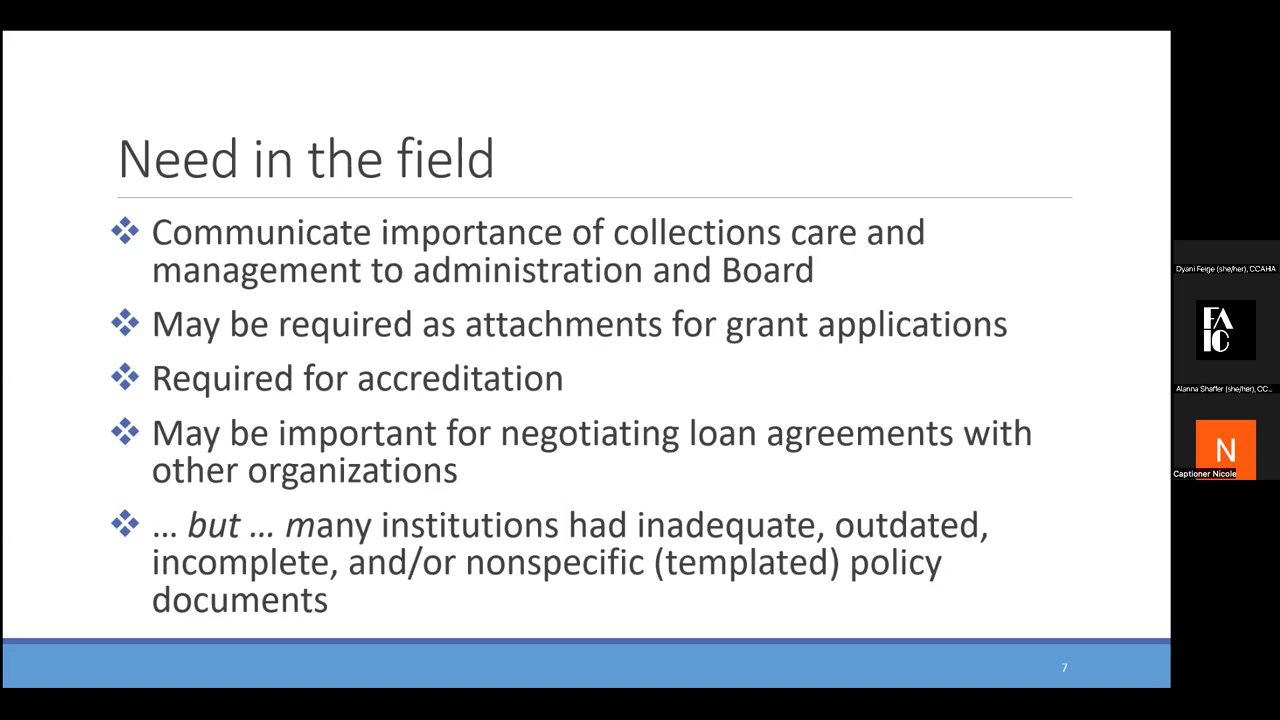 Need in the field
❖ Communicate importance of collections care and
management to administration and Board
❖ May be required as attachments for grant applications
❖ Required for accreditation
❖ May be important for negotiating loan agreements with
other organizations
❖ … but … many institutions had inadequate, outdated,
incomplete, and/or nonspecific (templated) policy
documents
7
Dyani Feige (she/her), CCAHA
FA
IC
Alanna Shaffer (she/her), CC...
N
Captioner Nicole